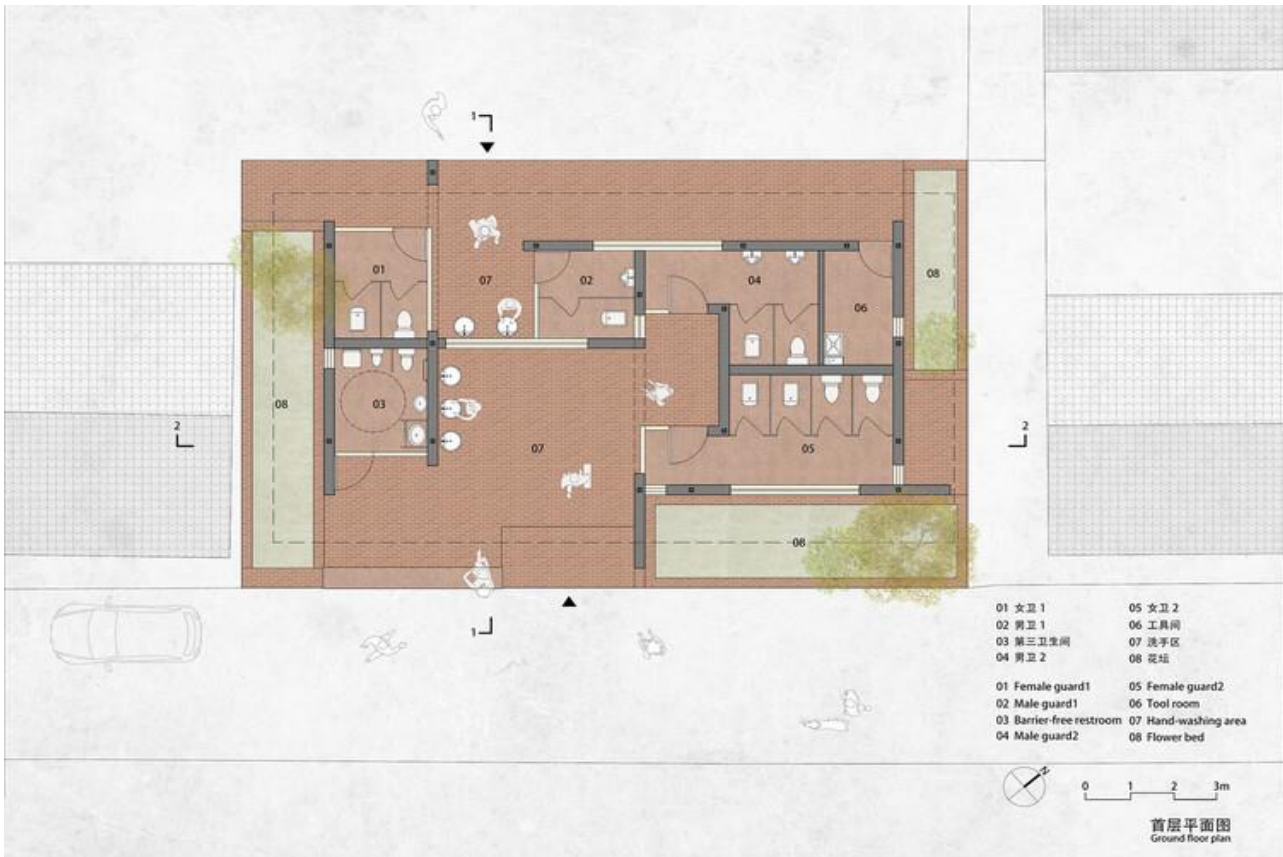 1
01
02
07
04
06
08
03
08
2
2
07
05
08
1
01 女卫 1
02 男卫 1
03 第三卫生间
04 男卫 2
05 女卫 2
06 工具间
07 洗手区
08 花坛
01 Female guard1
02 Male guard1
03 Barrier-free restroom
04 Male guard2
05 Female guard2
06 Tool room
07 Hand-washing area
08 Flower bed
N
0 1 2 3m
首层平面图
Ground floor plan